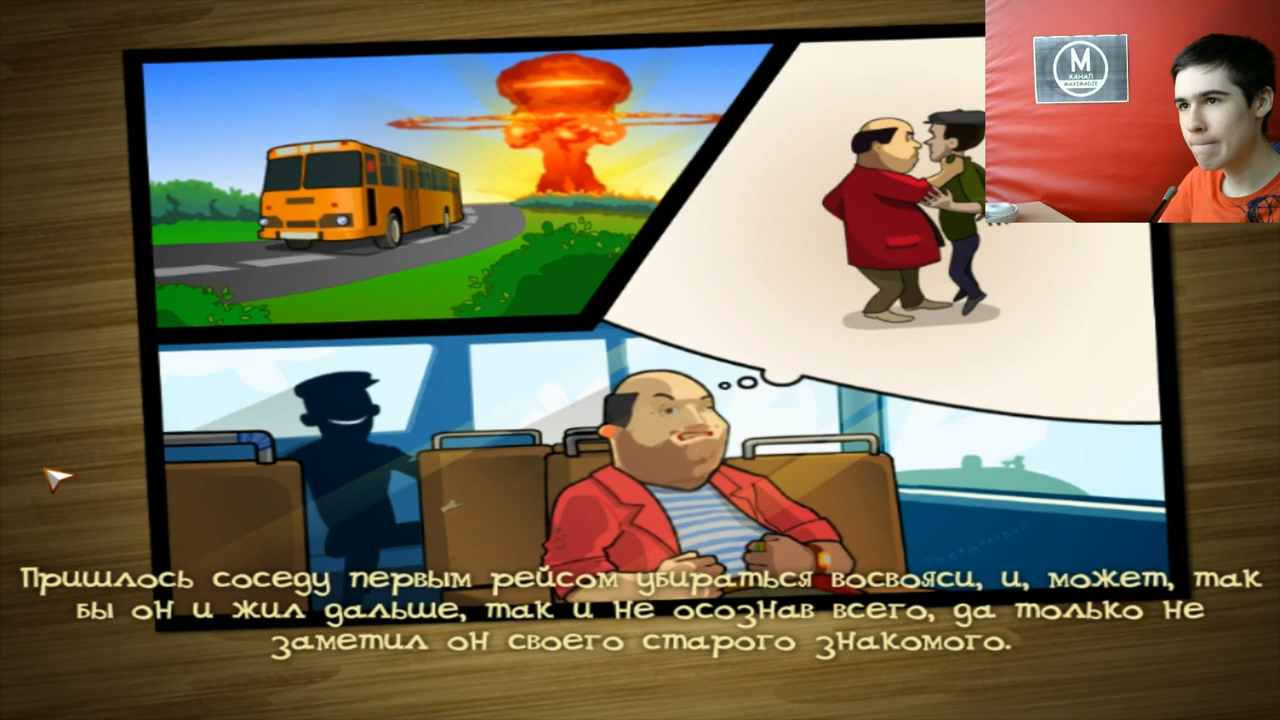 М
КАНАЛ
MAXIMADZE
Пришлось соседу первым рейсом убираться восвояси, и, может, так
бы он и жил дальше, так и не осознав всего, да только не
заметил он своего старого знакомого.